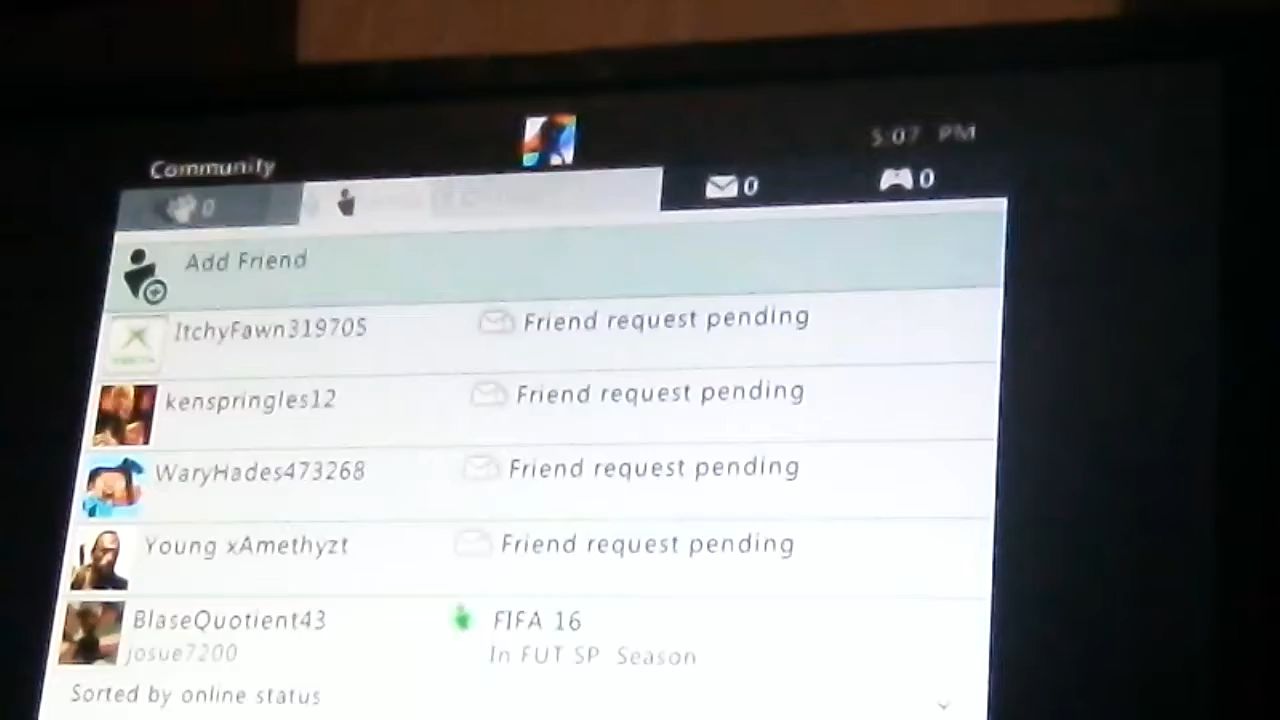 5:07 PM
Community
0
0
0
Add Friend
ItchyFawn319705
Friend request pending
kenspringles12
Friend request pending
WaryHades473268
Friend request pending
Young xAmethyzt
Friend request pending
BlaseQuotient43
FIFA 16
josue7200
In FUT SP Season
Sorted by online status